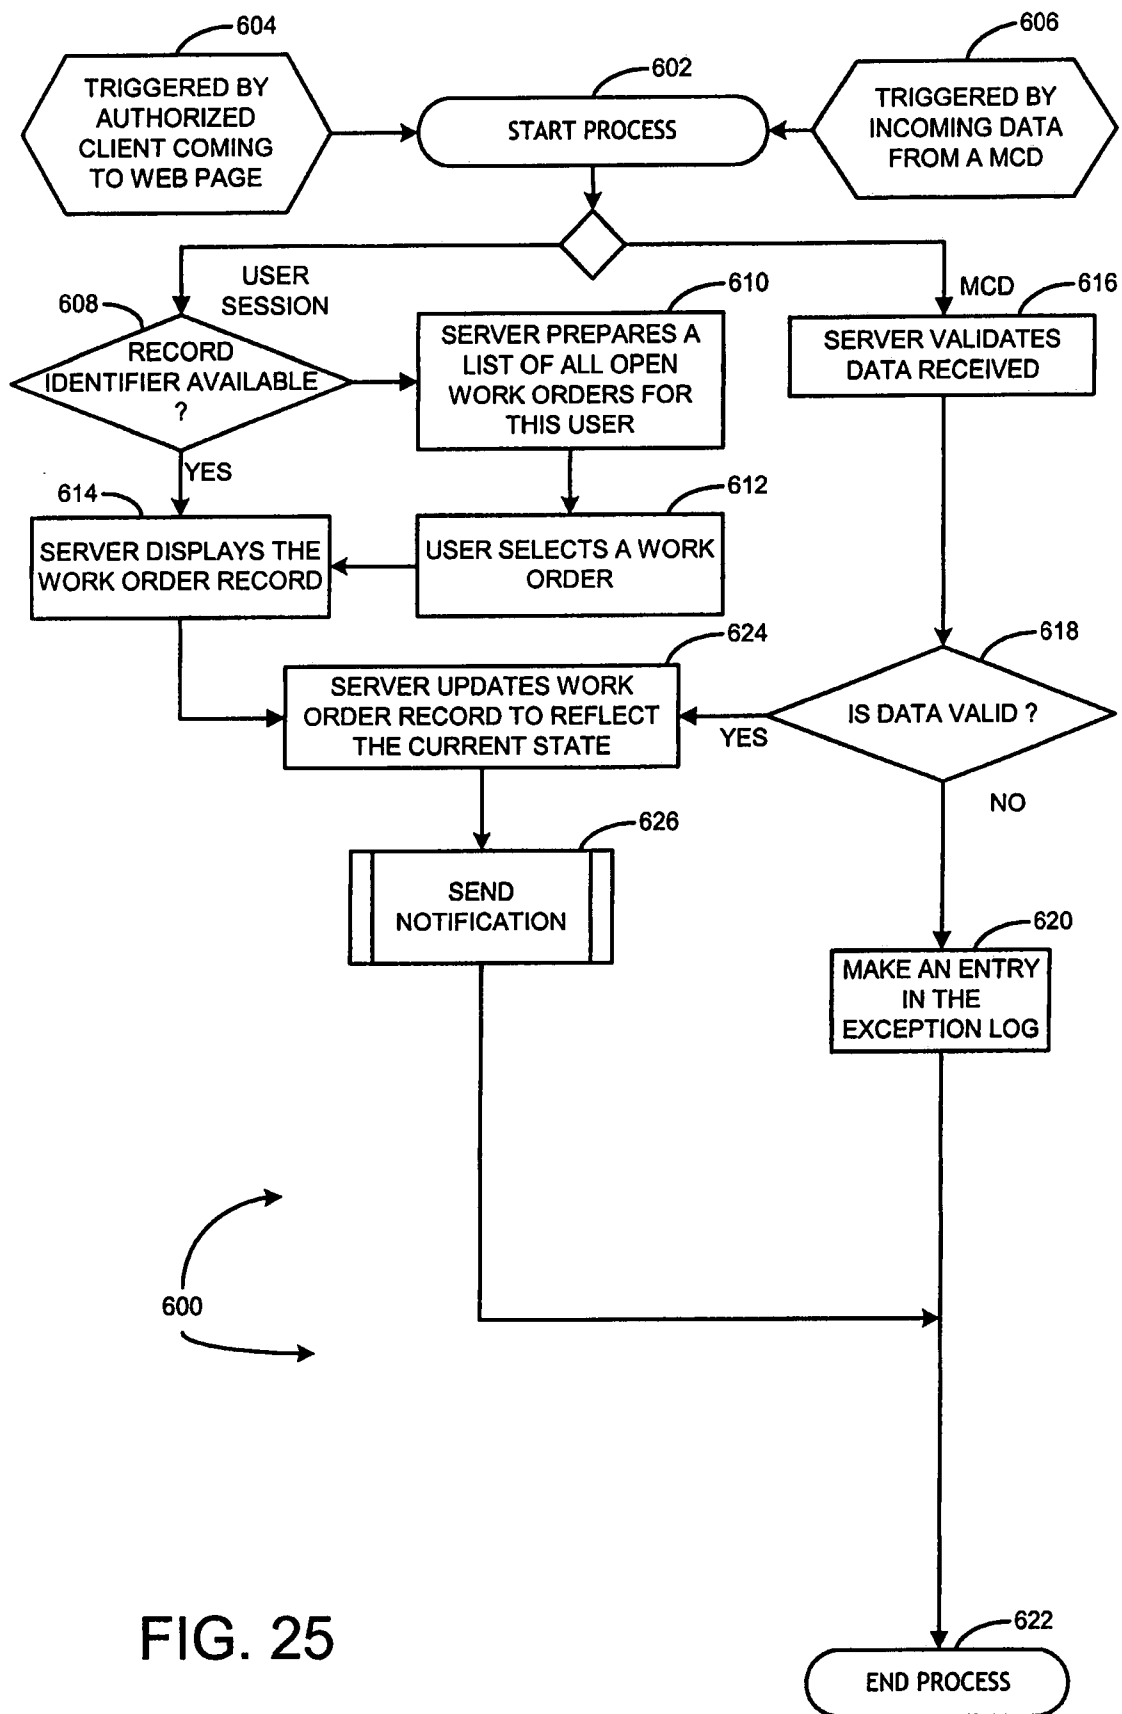 604
TRIGGERED BY
AUTHORIZED
CLIENT COMING
TO WEB PAGE
602
START PROCESS
606
TRIGGERED BY
INCOMING DATA
FROM A MCD
USER
SESSION
608
RECORD
IDENTIFIER AVAILABLE
?
YES
610
SERVER PREPARES A
LIST OF ALL OPEN
WORK ORDERS FOR
THIS USER
MCD
616
SERVER VALIDATES
DATA RECEIVED
614
SERVER DISPLAYS THE
WORK ORDER RECORD
612
USER SELECTS A WORK
ORDER
624
SERVER UPDATES WORK
ORDER RECORD TO REFLECT
THE CURRENT STATE
618
IS DATA VALID ?
YES
NO
626
SEND
NOTIFICATION
620
MAKE AN ENTRY
IN THE
EXCEPTION LOG
600
622
END PROCESS
FIG. 25